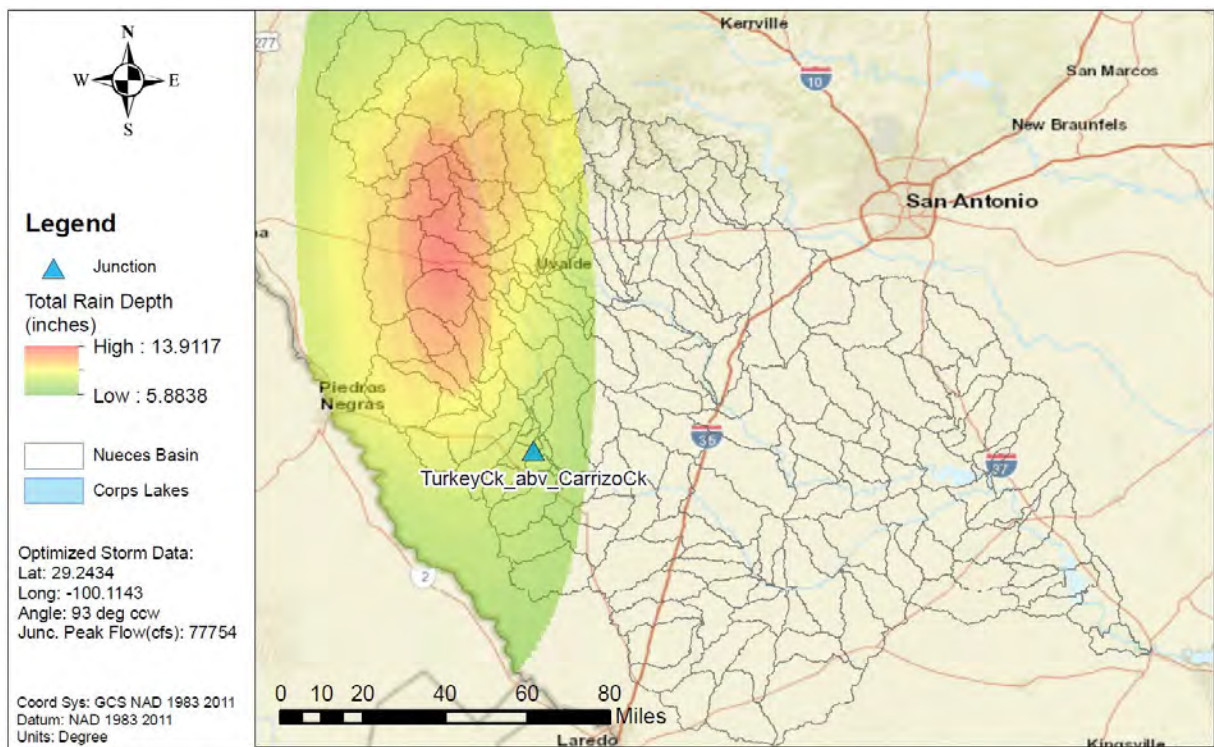 N
W
E
S
Legend
Junction
Total Rain Depth
(inches)
High : 13.9117
Low : 5.8838
Nueces Basin
Corps Lakes
Optimized Storm Data:
Lat: 29.2434
Long: -100.1143
Angle: 93 deg ccw
Junc. Peak Flow(cfs): 77754
Coord Sys: GCS NAD 1983 2011
Datum: NAD 1983 2011
Units: Degree
277
Kerrville
10
San Marcos
New Braunfels
San Antonio
na
Uvalde
Piedras
Negras
35
37
TurkeyCk_abv_CarrizoCk
2
0 10 20 40 60 80
Miles
Laredo
Kingsville